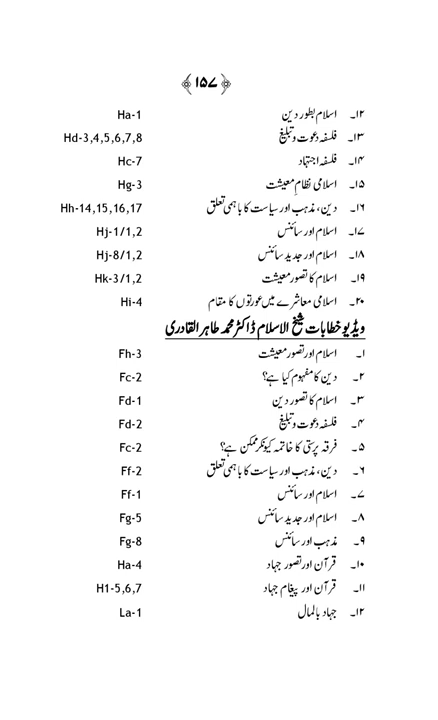 ﴿ ۱۵۷ ﴾
۱۲۔ اسلام بطور دین Ha-1
۱۳۔ فلسفہ دعوت و تبلیغ Hd-3,4,5,6,7,8
۱۴۔ فلسفہ اجتہاد Hc-7
۱۵۔ اسلامی نظامِ معیشت Hg-3
۱۶۔ دین، مذہب اور سیاست کا باہمی تعلق Hh-14,15,16,17
۱۷۔ اسلام اور سائنس Hj-1/1,2
۱۸۔ اسلام اور جدید سائنس Hj-8/1,2
۱۹۔ اسلام کا تصور معیشت Hk-3/1,2
۲۰۔ اسلامی معاشرے میں عورتوں کا مقام Hi-4
ویڈیو خطابات شیخ الاسلام ڈاکٹر محمد طاہر القادری
۱۔ اسلام اور تصور معیشت Fh-3
۲۔ دین کا مفہوم کیا ہے؟ Fc-2
۳۔ اسلام کا تصور دین Fd-1
۴۔ فلسفہ دعوت و تبلیغ Fd-2
۵۔ فرقہ پرستی کا خاتمہ کیونکر ممکن ہے؟ Fc-2
۶۔ دین، مذہب اور سیاست کا باہمی تعلق Ff-2
۷۔ اسلام اور سائنس Ff-1
۸۔ اسلام اور جدید سائنس Fg-5
۹۔ مذہب اور سائنس Fg-8
۱۰۔ قرآن اور تصور جہاد Ha-4
۱۱۔ قرآن اور پیغام جہاد H1-5,6,7
۱۲۔ جہاد بالمال La-1